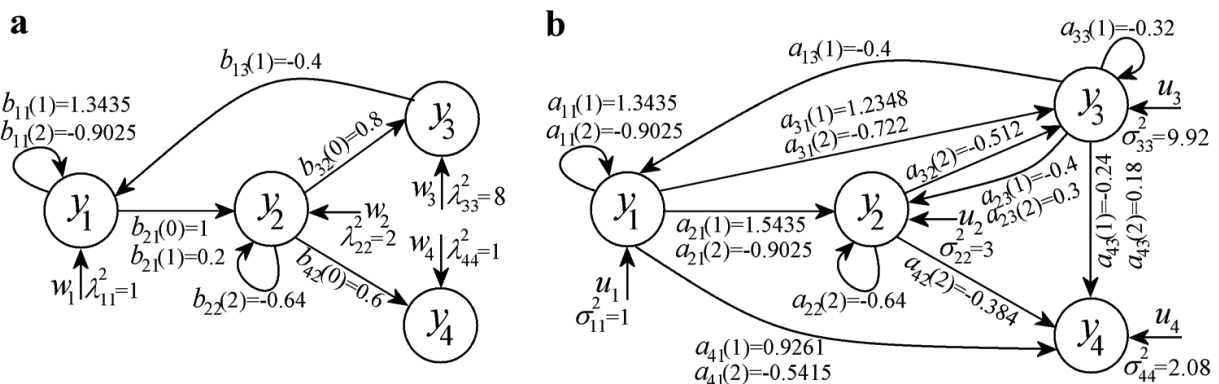 a
b₁₃(1)=-0.4
b₁₁(1)=1.3435
b₁₁(2)=-0.9025
y₁
w₁ λ²₁₁=1
b₂₁(0)=1
b₂₁(1)=0.2
y₂
b₂₂(2)=-0.64
w₂
λ²₂₂=2
b₃₂(0)=0.8
y₃
w₃ λ²₃₃=8
b₄₂(0)=0.6
w₄ λ²₄₄=1
y₄
b
a₁₃(1)=-0.4
a₃₃(1)=-0.32
a₁₁(1)=1.3435
a₁₁(2)=-0.9025
y₁
u₁
σ²₁₁=1
a₃₁(1)=1.2348
a₃₁(2)=-0.722
a₂₁(1)=1.5435
a₂₁(2)=-0.9025
y₂
a₂₂(2)=-0.64
u₂
σ²₂₂=3
a₃₂(2)=-0.512
a₂₃(1)=-0.4
a₂₃(2)=0.3
y₃
u₃
σ²₃₃=9.92
a₄₃(1)=-0.24
a₄₃(2)=0.18
a₄₂(2)=-0.384
a₄₁(1)=0.9261
a₄₁(2)=-0.5415
y₄
u₄
σ²₄₄=2.08